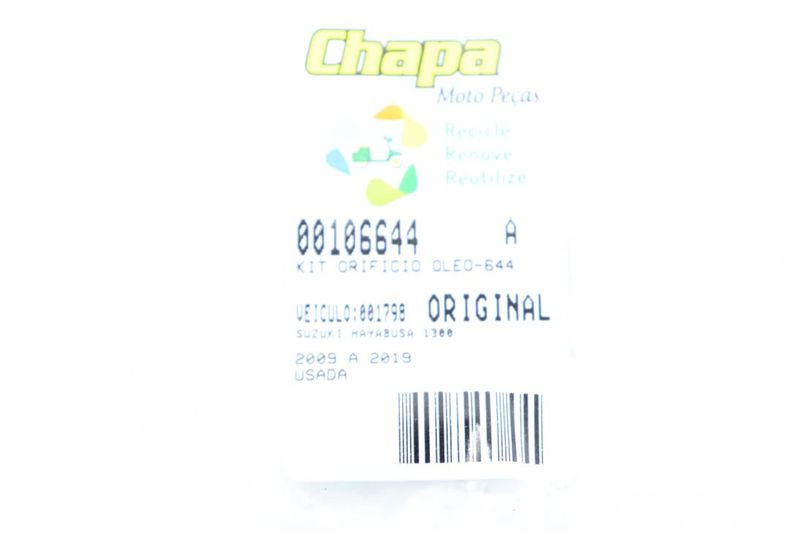 Chapa
Moto Peças
Recicle
Renove
Reutilize
00106644 A
KIT ORIFICIO OLEO-644
VEICULO:001798 ORIGINAL
SUZUKI HAYABUSA 1300
2009 A 2019
USADA